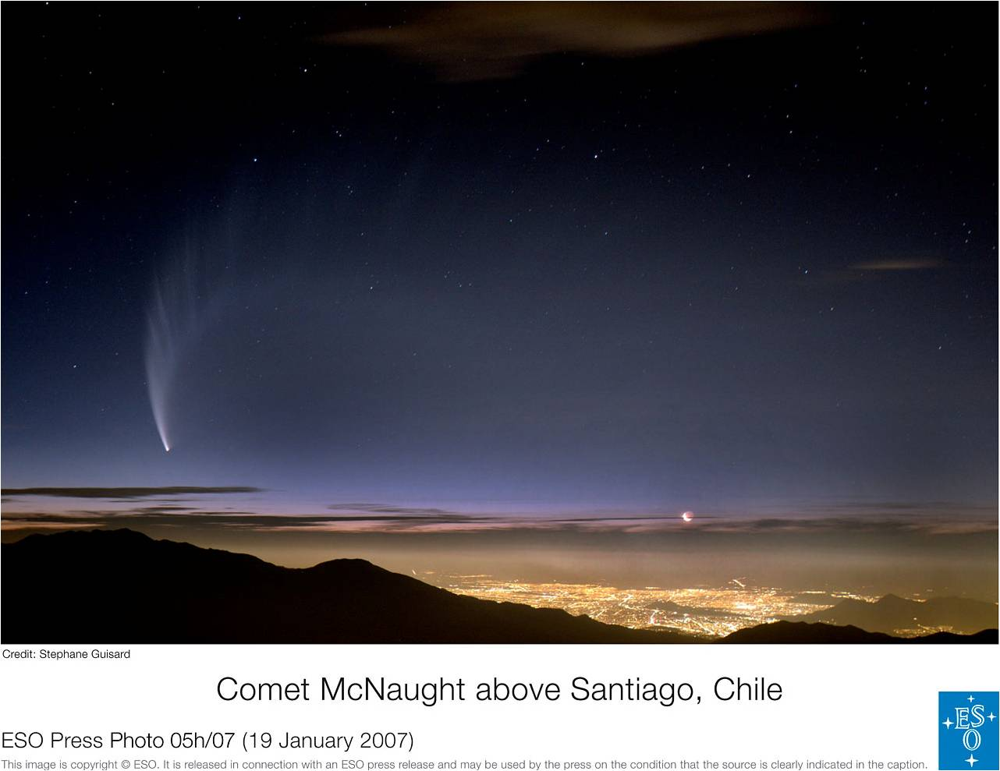 Credit: Stephane Guisard
Comet McNaught above Santiago, Chile
ESO Press Photo 05h/07 (19 January 2007)
This image is copyright © ESO. It is released in connection with an ESO press release and may be used by the press on the condition that the source is clearly indicated in the caption.
ES
O